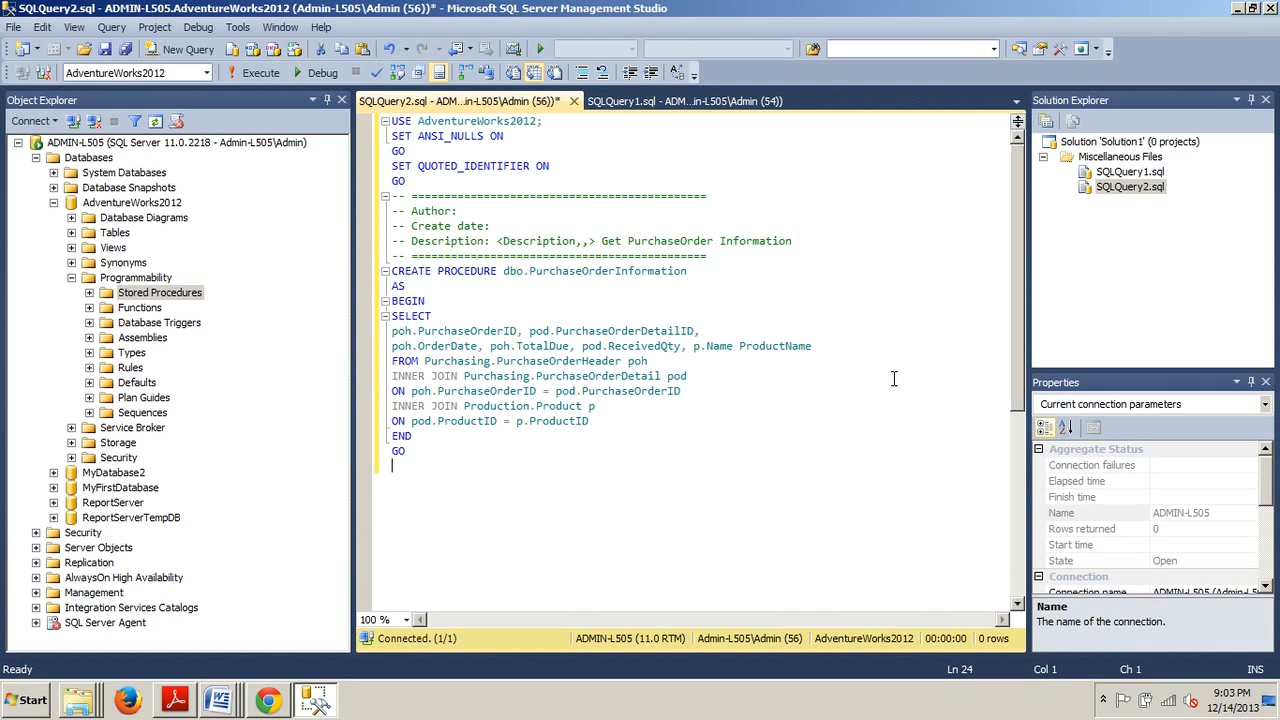 SQLQuery2.sql - ADMIN-L505.AdventureWorks2012 (Admin-L505\Admin (56))* - Microsoft SQL Server Management Studio
File Edit View Query Project Debug Tools Window Help
New Query
AdventureWorks2012 Execute Debug
Object Explorer
Connect
ADMIN-L505 (SQL Server 11.0.2218 - Admin-L505\Admin)
Databases
System Databases
Database Snapshots
AdventureWorks2012
Database Diagrams
Tables
Views
Synonyms
Programmability
Stored Procedures
Functions
Database Triggers
Assemblies
Types
Rules
Defaults
Plan Guides
Sequences
Service Broker
Storage
Security
MyDatabase2
MyFirstDatabase
ReportServer
ReportServerTempDB
Security
Server Objects
Replication
AlwaysOn High Availability
Management
Integration Services Catalogs
SQL Server Agent
SQLQuery2.sql - ADM...in-L505\Admin (56))* SQLQuery1.sql - ADM...in-L505\Admin (54))
USE AdventureWorks2012;
SET ANSI_NULLS ON
GO
SET QUOTED_IDENTIFIER ON
GO
-- =============================================
-- Author:
-- Create date:
-- Description: <Description,,> Get PurchaseOrder Information
-- =============================================
CREATE PROCEDURE dbo.PurchaseOrderInformation
AS
BEGIN
SELECT
poh.PurchaseOrderID, pod.PurchaseOrderDetailID,
poh.OrderDate, poh.TotalDue, pod.ReceivedQty, p.Name ProductName
FROM Purchasing.PurchaseOrderHeader poh
INNER JOIN Purchasing.PurchaseOrderDetail pod
ON poh.PurchaseOrderID = pod.PurchaseOrderID
INNER JOIN Production.Product p
ON pod.ProductID = p.ProductID
END
GO
100 %
Connected. (1/1) ADMIN-L505 (11.0 RTM) Admin-L505\Admin (56) AdventureWorks2012 00:00:00 0 rows
Solution Explorer
Solution 'Solution1' (0 projects)
Miscellaneous Files
SQLQuery1.sql
SQLQuery2.sql
Properties
Current connection parameters
Aggregate Status
Connection failures
Elapsed time
Finish time
Name ADMIN-L505
Rows returned 0
Start time
State Open
Connection
Connection name ADMIN-L505 (Admin-L5
Name
The name of the connection.
Ready Ln 24 Col 1 Ch 1 INS
Start
9:03 PM
12/14/2013